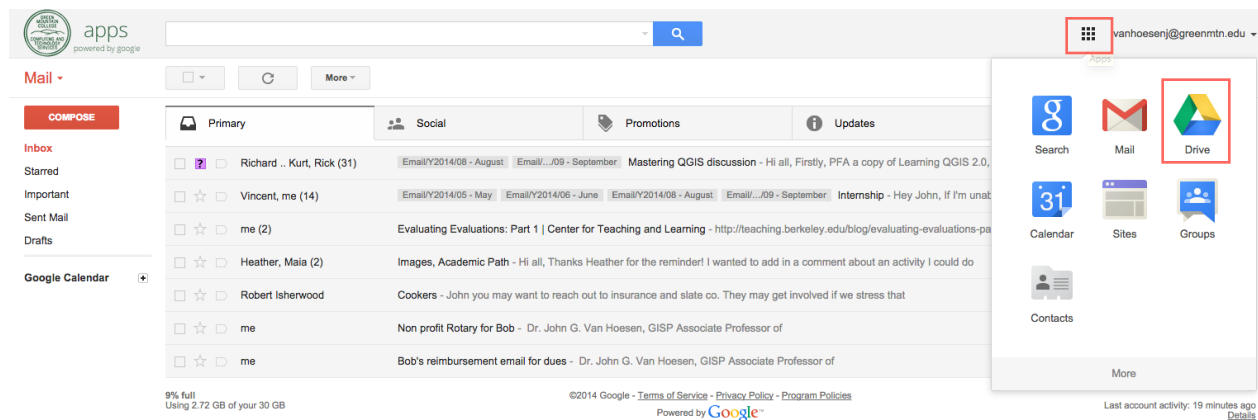 GREEN MOUNTAIN COLLEGE COMPUTING AND TECHNOLOGY SERVICES
apps
powered by google
vanhoesenj@greenmtn.edu
Apps
Mail
More
COMPOSE
Primary
Social
Promotions
Updates
Inbox
Starred
Important
Sent Mail
Drafts
Google Calendar
Richard .. Kurt, Rick (31) Email/Y2014/08 - August Email/.../09 - September Mastering QGIS discussion - Hi all, Firstly, PFA a copy of Learning QGIS 2.0,
Vincent, me (14) Email/Y2014/05 - May Email/Y2014/06 - June Email/Y2014/08 - August Email/.../09 - September Internship - Hey John, If I'm unab
me (2) Evaluating Evaluations: Part 1 | Center for Teaching and Learning - http://teaching.berkeley.edu/blog/evaluating-evaluations-pa
Heather, Maia (2) Images, Academic Path - Hi all, Thanks Heather for the reminder! I wanted to add in a comment about an activity I could do
Robert Isherwood Cookers - John you may want to reach out to insurance and slate co. They may get involved if we stress that
me Non profit Rotary for Bob - Dr. John G. Van Hoesen, GISP Associate Professor of
me Bob's reimbursement email for dues - Dr. John G. Van Hoesen, GISP Associate Professor of
g
Search
Mail
Drive
31
Calendar
Sites
Groups
Contacts
More
9% full
Using 2.72 GB of your 30 GB
©2014 Google - Terms of Service - Privacy Policy - Program Policies
Powered by Google™
Last account activity: 19 minutes ago
Details